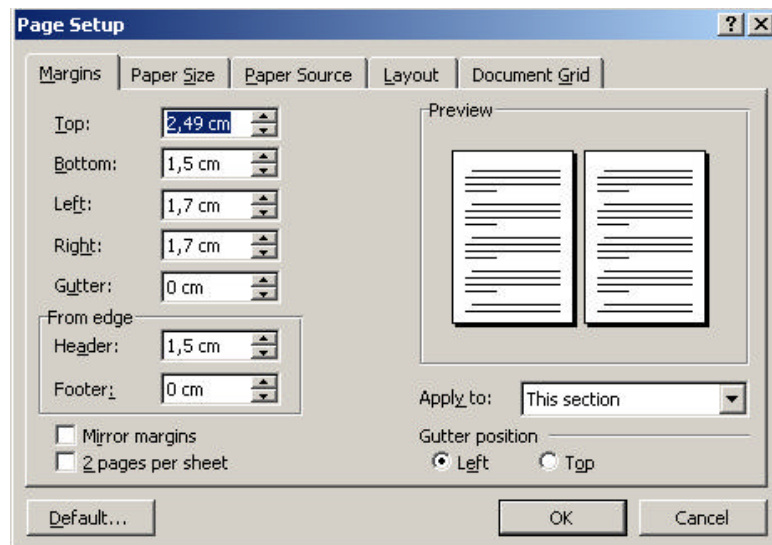 Page Setup
Margins Paper Size Paper Source Layout Document Grid
Top: 2,49 cm
Bottom: 1,5 cm
Left: 1,7 cm
Right: 1,7 cm
Gutter: 0 cm
From edge
Header: 1,5 cm
Footer: 0 cm
Mirror margins
2 pages per sheet
Preview
Apply to: This section
Gutter position
Left Top
Default... OK Cancel